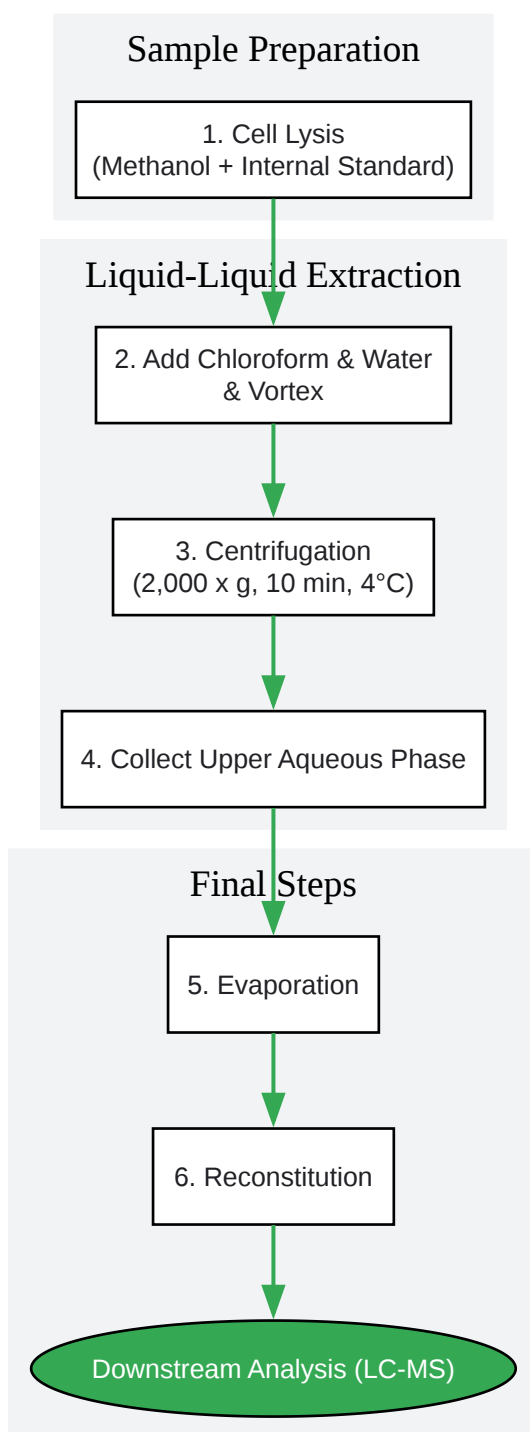 Sample Preparation
1. Cell Lysis
(Methanol + Internal Standard)
Liquid-Liquid Extraction
2. Add Chloroform & Water
& Vortex
3. Centrifugation
(2,000 x g, 10 min, 4°C)
4. Collect Upper Aqueous Phase
Final Steps
5. Evaporation
6. Reconstitution
Downstream Analysis (LC-MS)